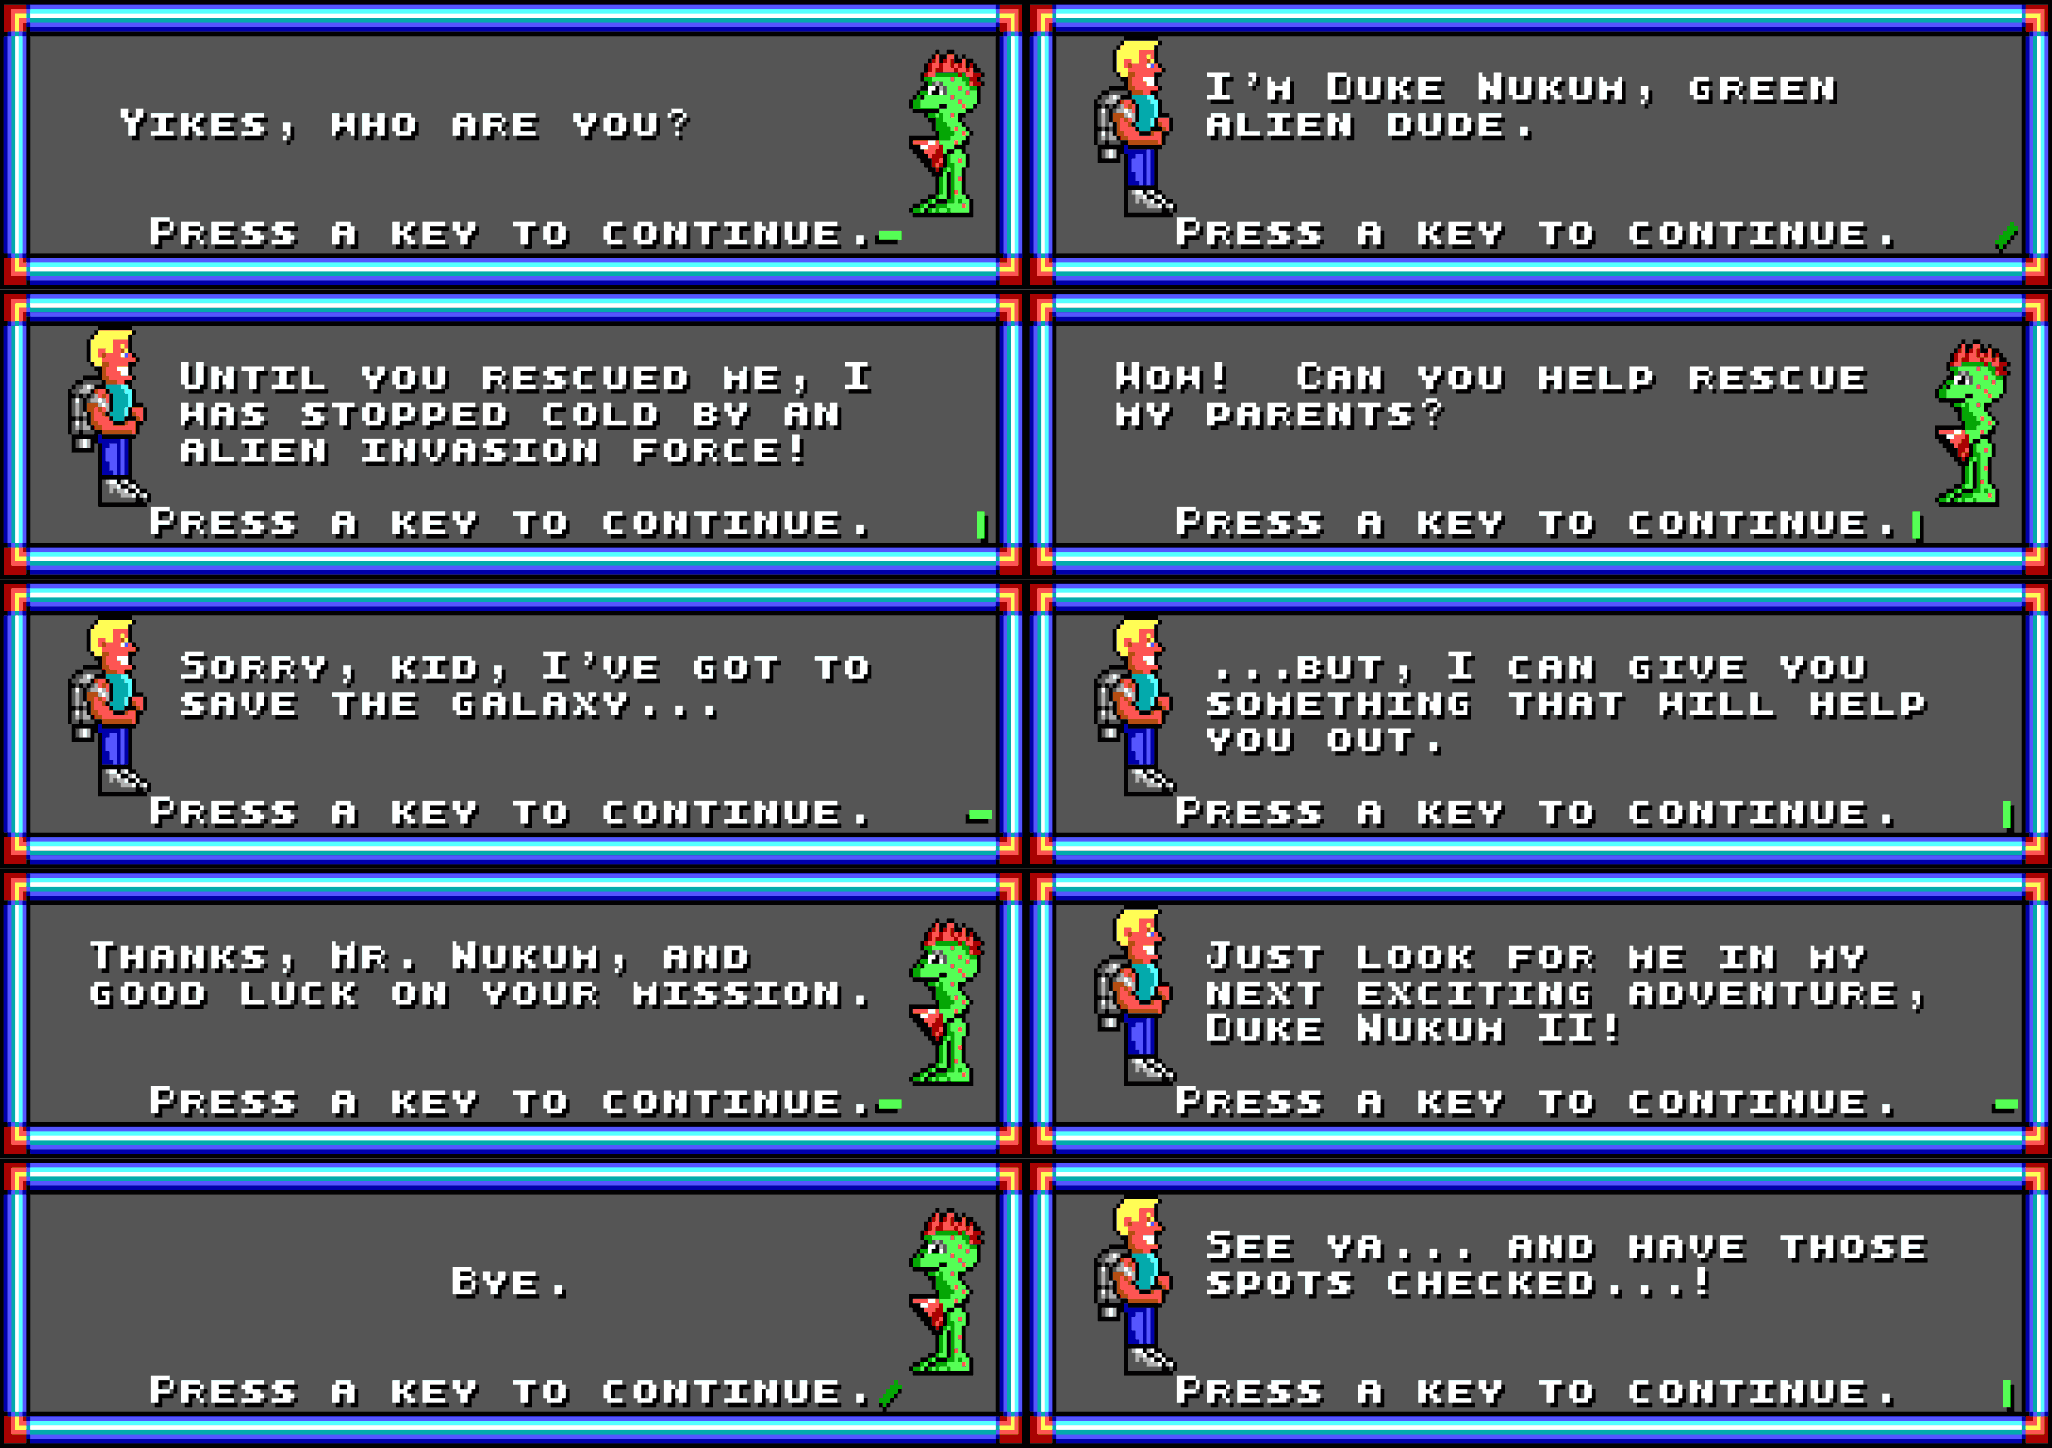 Yikes, who are you?
Press a key to continue.
I'm Duke Nukum, green
alien dude.
Press a key to continue.
Until you rescued me, I
was stopped cold by an
alien invasion force!
Press a key to continue.
Wow!  Can you help rescue
my parents?
Press a key to continue.
Sorry, kid, I've got to
save the galaxy...
Press a key to continue.
...but, I can give you
something that will help
you out.
Press a key to continue.
Thanks, Mr. Nukum, and
good luck on your mission.
Press a key to continue.
Just look for me in my
next exciting adventure,
Duke Nukum II!
Press a key to continue.
Bye.
Press a key to continue.
See ya... and have those
spots checked...!
Press a key to continue.